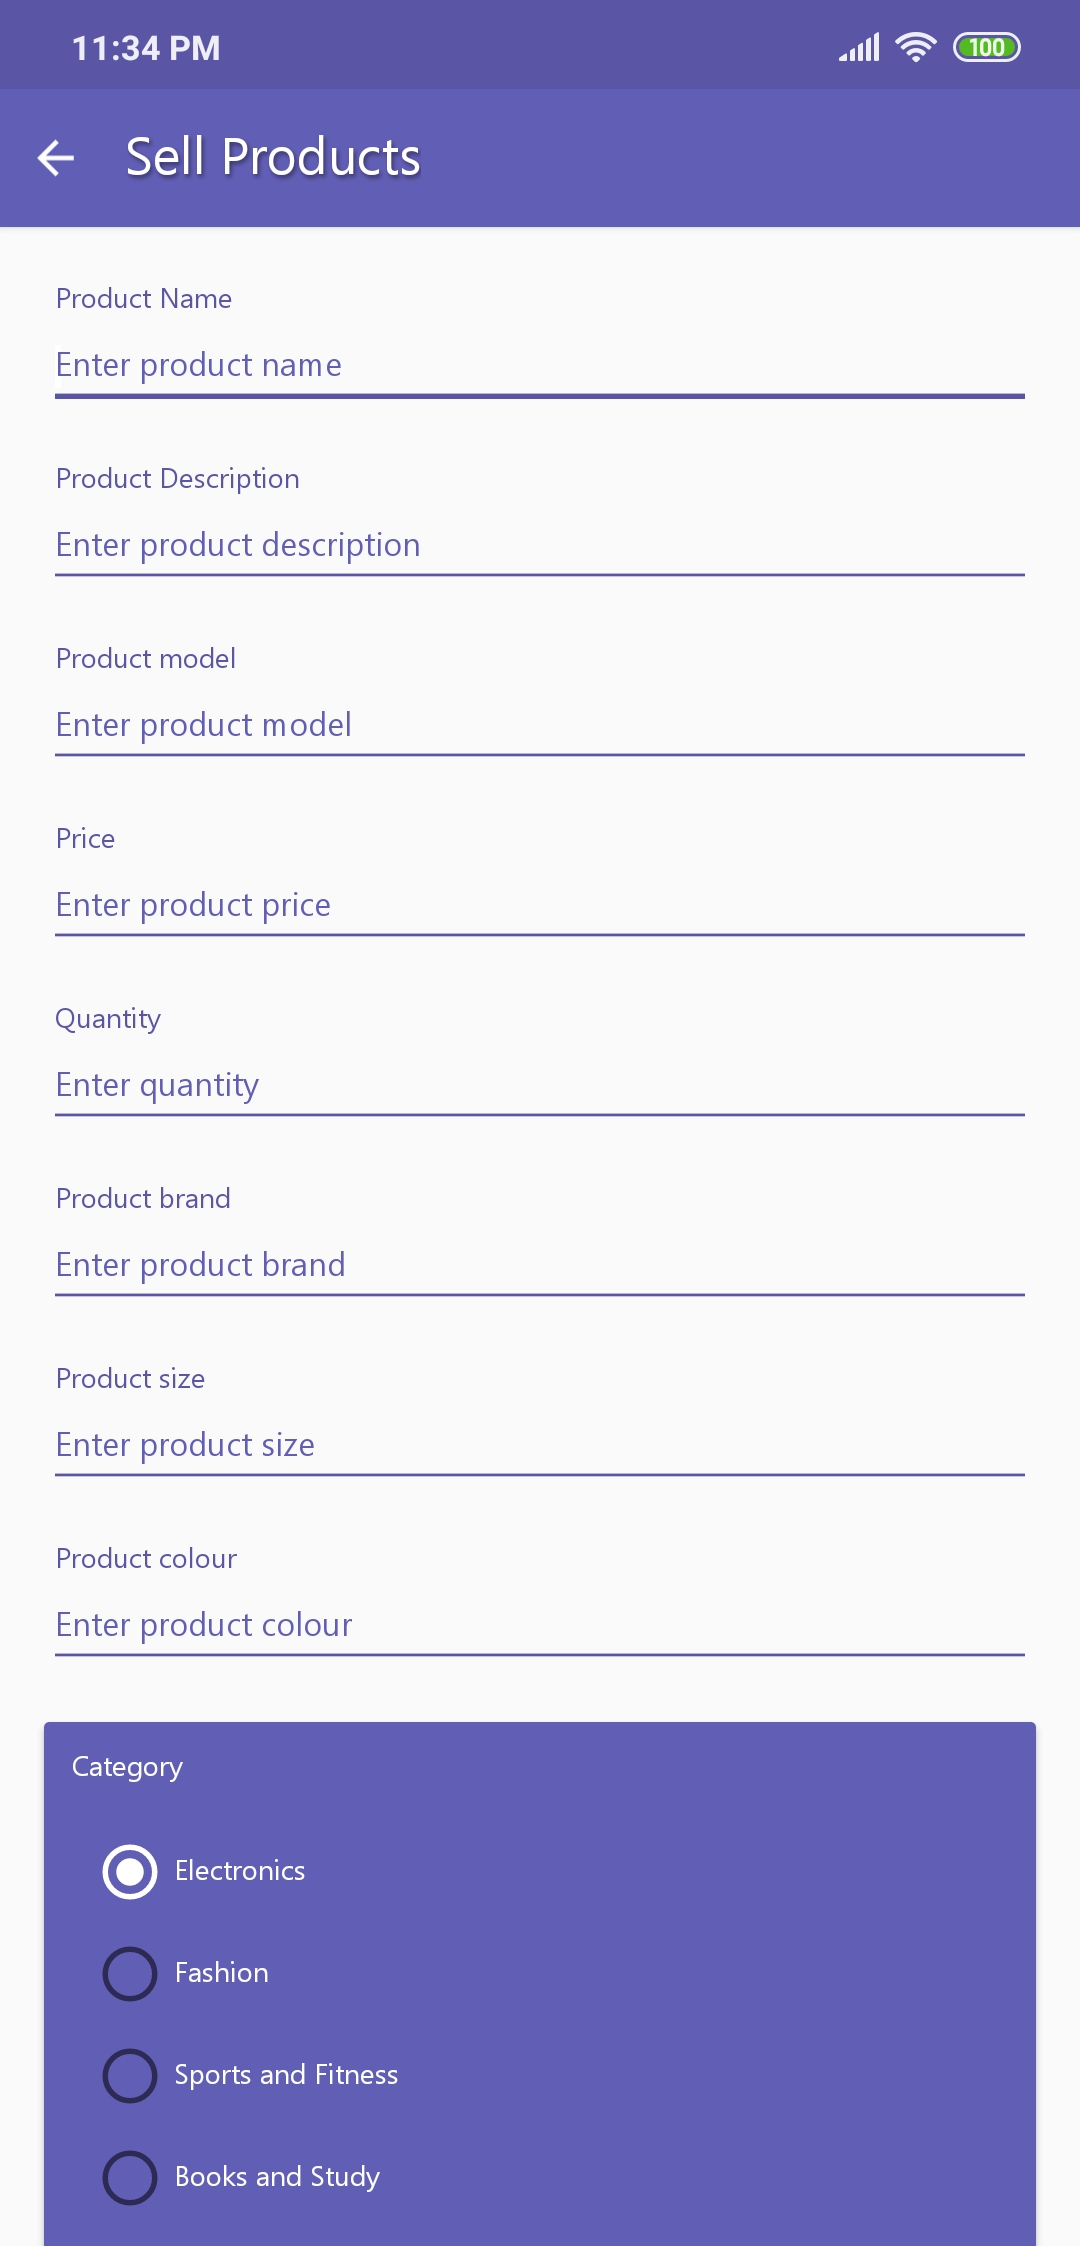 11:34 PM 100
Sell Products
Product Name
Enter product name
Product Description
Enter product description
Product model
Enter product model
Price
Enter product price
Quantity
Enter quantity
Product brand
Enter product brand
Product size
Enter product size
Product colour
Enter product colour
Category
Electronics
Fashion
Sports and Fitness
Books and Study